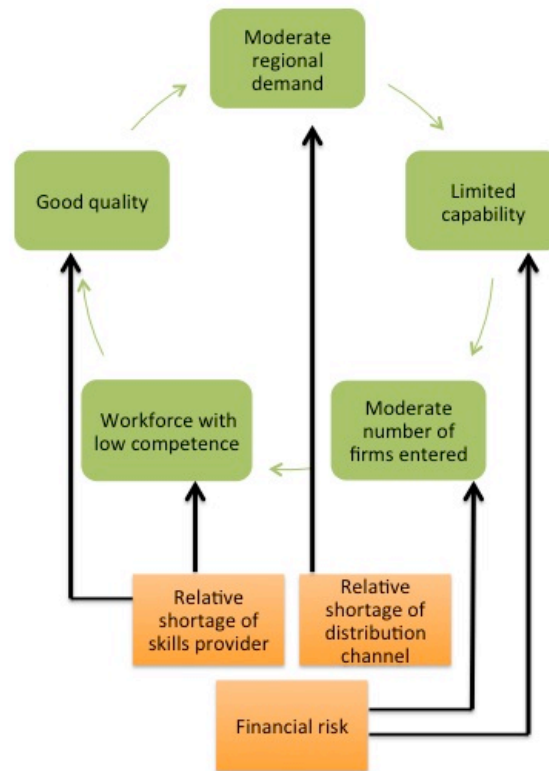 Moderate
regional
demand
Good quality
Limited
capability
Workforce with
low competence
Moderate
number of
firms entered
Relative
shortage of
skills provider
Relative
shortage of
distribution
channel
Financial risk